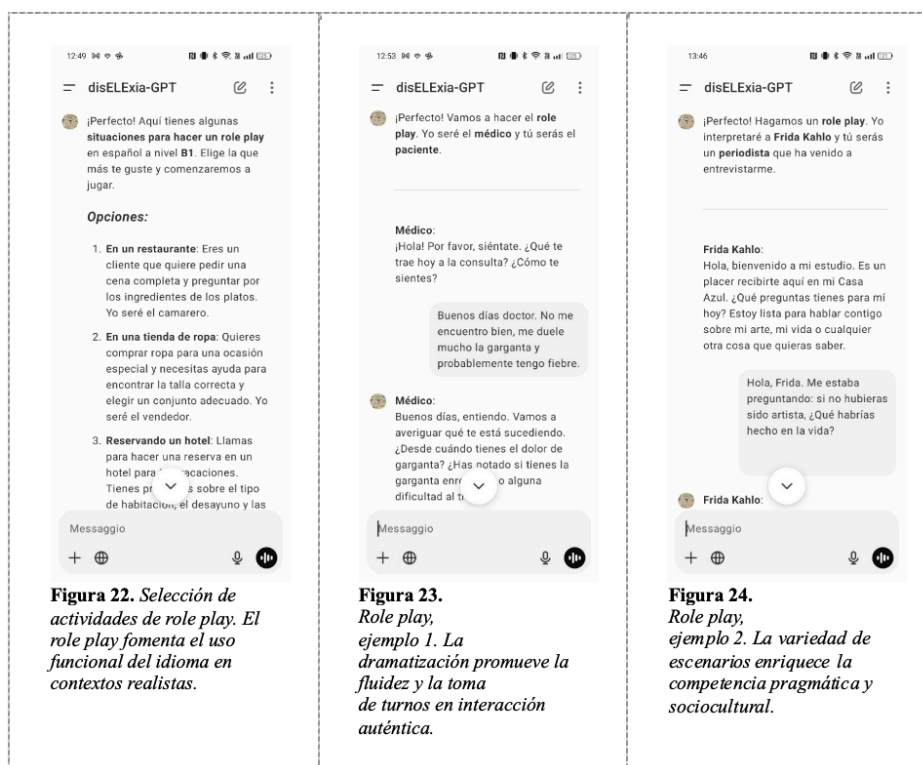 12:49
disELExia-GPT
¡Perfecto! Aquí tienes algunas
situaciones para hacer un role play
en español a nivel B1. Elige la que
más te guste y comenzaremos a
jugar.
Opciones:
1. En un restaurante: Eres un
cliente que quiere pedir una
cena completa y preguntar por
los ingredientes de los platos.
Yo seré el camarero.
2. En una tienda de ropa: Quieres
comprar ropa para una ocasión
especial y necesitas ayuda para
encontrar la talla correcta y
elegir un conjunto adecuado. Yo
seré el vendedor.
3. Reservando un hotel: Llamas
para hacer una reserva en un
hotel para vacaciones.
Tienes sobre el tipo
de habitación, el desayuno y las
Messaggio
Figura 22. Selección de
actividades de role play. El
role play fomenta el uso
funcional del idioma en
contextos realistas.
12:53
disELExia-GPT
¡Perfecto! Vamos a hacer el role
play. Yo seré el médico y tú serás el
paciente.
Médico:
¡Hola! Por favor, siéntate. ¿Qué te
trae hoy a la consulta? ¿Cómo te
sientes?
Buenos días doctor. No me
encuentro bien, me duele
mucho la garganta y
probablemente tengo fiebre.
Médico:
Buenos días, entiendo. Vamos a
averiguar qué te está sucediendo.
¿Desde cuándo tienes el dolor de
garganta? ¿Has notado si tienes la
garganta o alguna
dificultad al
Messaggio
Figura 23.
Role play,
ejemplo 1. La
dramatización promueve la
fluidez y la toma
de turnos en interacción
auténtica.
13:46
disELExia-GPT
¡Perfecto! Hagamos un role play. Yo
interpretaré a Frida Kahlo y tú serás
un periodista que ha venido a
entrevistarme.
Frida Kahlo:
Hola, bienvenido a mi estudio. Es un
placer recibirte aquí en mi Casa
Azul. ¿Qué preguntas tienes para mí
hoy? Estoy lista para hablar contigo
sobre mi arte, mi vida o cualquier
otra cosa que quieras saber.
Hola, Frida. Me estaba
preguntando: si no hubieras
sido artista, ¿Qué habrías
hecho en la vida?
Frida Kahlo:
Messaggio
Figura 24.
Role play,
ejemplo 2. La variedad de
escenarios enriquece la
competencia pragmática y
sociocultural.